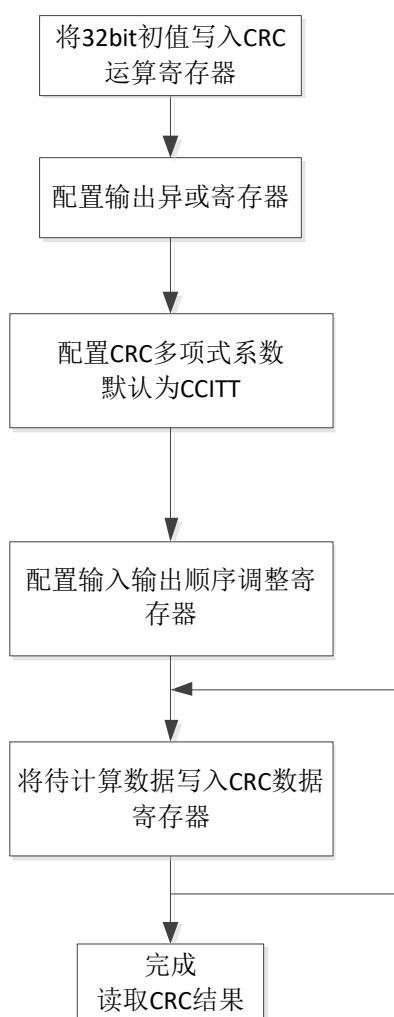 将32bit初值写入CRC
运算寄存器
配置输出异或寄存器
配置CRC多项式系数
默认为CCITT
配置输入输出顺序调整寄
存器
将待计算数据写入CRC数据
寄存器
完成
读取CRC结果